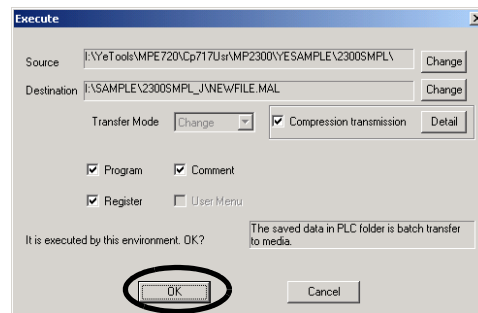 Execute
Source I:\YeTools\MPE720\Cp717Usr\MP2300\YESAMPLE\2300SMPL\ Change
Destination I:\SAMPLE\2300SMPL_J\NEWFILE.MAL Change
Transfer Mode Change Compression transmission Detail
Program Comment
Register User Menu
It is executed by this environment. OK?
The saved data in PLC folder is batch transfer
to media.
OK Cancel